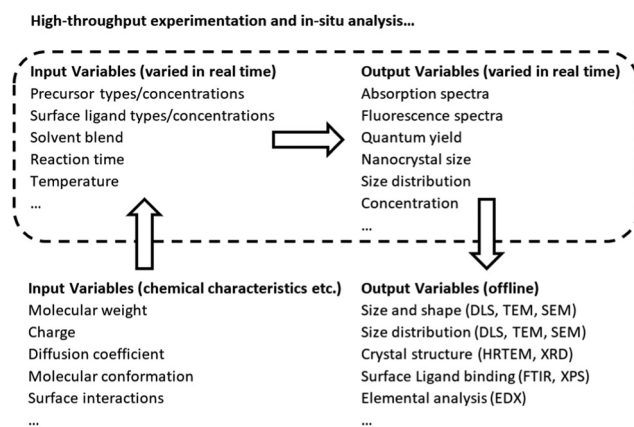 High-throughput experimentation and in-situ analysis…
Input Variables (varied in real time)
Precursor types/concentrations
Surface ligand types/concentrations
Solvent blend
Reaction time
Temperature
…
Output Variables (varied in real time)
Absorption spectra
Fluorescence spectra
Quantum yield
Nanocrystal size
Size distribution
Concentration
…
Input Variables (chemical characteristics etc.)
Molecular weight
Charge
Diffusion coefficient
Molecular conformation
Surface interactions
…
Output Variables (offline)
Size and shape (DLS, TEM, SEM)
Size distribution (DLS, TEM, SEM)
Crystal structure (HRTEM, XRD)
Surface Ligand binding (FTIR, XPS)
Elemental analysis (EDX)
…